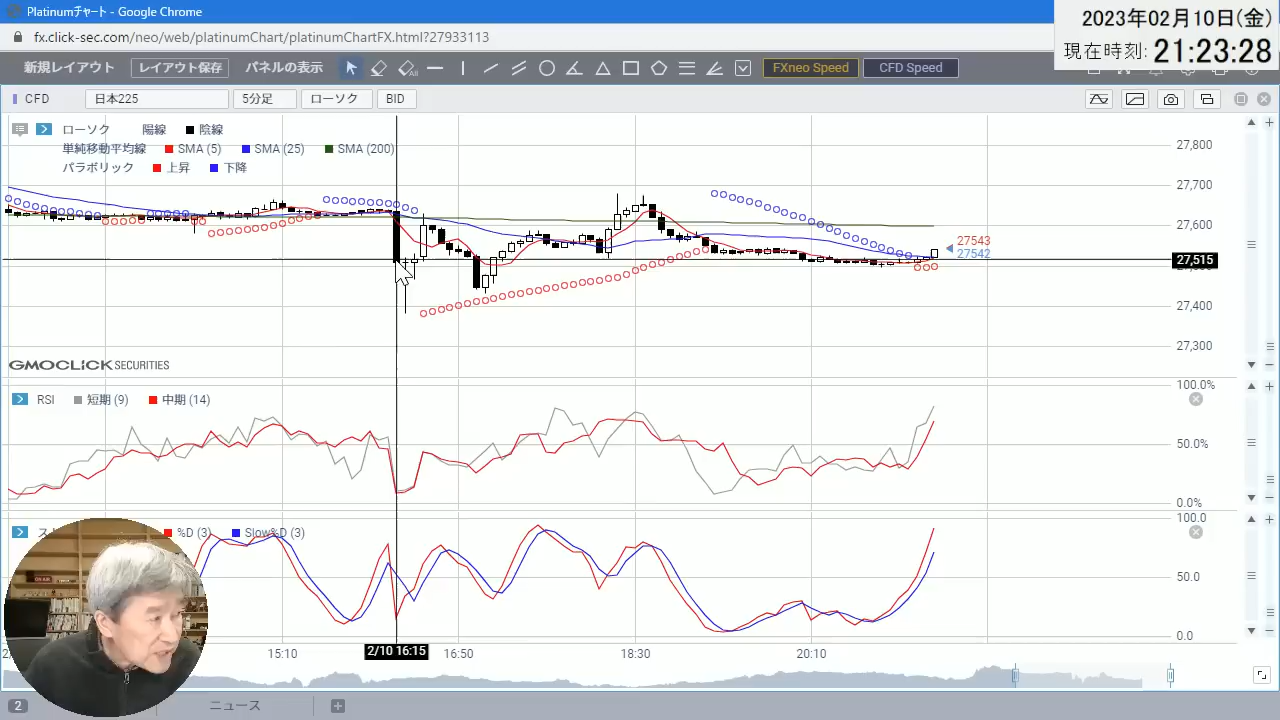 Platinumチャート - Google Chrome
2023年02月10日(金)
fx.click-sec.com/neo/web/platinumChart/platinumChartFX.html?27933113
現在時刻: 21:23:28
新規レイアウト レイアウト保存 パネルの表示 FXneo Speed CFD Speed
CFD 日本225 5分足 ローソク BID
ローソク 陽線 陰線
単純移動平均線 SMA (5) SMA (25) SMA (200)
パラボリック 上昇 下降
27,800
27,700
27,600
27543
27542
27,515
27,400
27,300
GMOCLICK SECURITIES
100.0%
RSI 短期 (9) 中期 (14)
50.0%
0.0%
100.0
%D (3) Slow%D (3)
50.0
0.0
15:10 2/10 16:15 16:50 18:30 20:10
2 ニュース